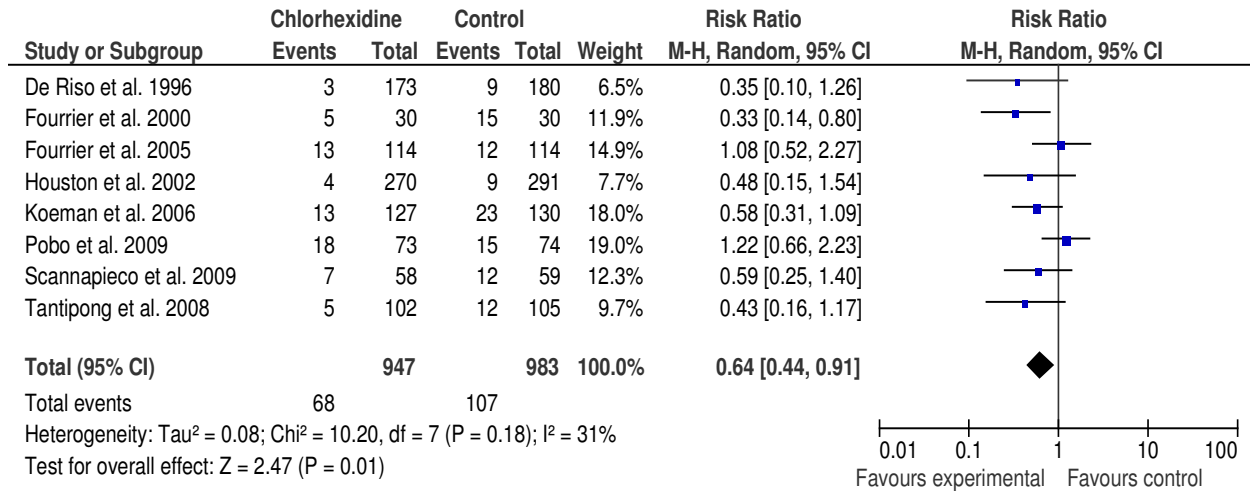 Chlorhexidine Control Risk Ratio Risk Ratio
Study or Subgroup Events Total Events Total Weight M-H, Random, 95% CI M-H, Random, 95% CI
De Riso et al. 1996 3 173 9 180 6.5% 0.35 [0.10, 1.26]
Fourrier et al. 2000 5 30 15 30 11.9% 0.33 [0.14, 0.80]
Fourrier et al. 2005 13 114 12 114 14.9% 1.08 [0.52, 2.27]
Houston et al. 2002 4 270 9 291 7.7% 0.48 [0.15, 1.54]
Koeman et al. 2006 13 127 23 130 18.0% 0.58 [0.31, 1.09]
Pobo et al. 2009 18 73 15 74 19.0% 1.22 [0.66, 2.23]
Scannapieco et al. 2009 7 58 12 59 12.3% 0.59 [0.25, 1.40]
Tantipong et al. 2008 5 102 12 105 9.7% 0.43 [0.16, 1.17]
Total (95% CI) 947 983 100.0% 0.64 [0.44, 0.91]
Total events 68 107
Heterogeneity: Tau² = 0.08; Chi² = 10.20, df = 7 (P = 0.18); I² = 31%
Test for overall effect: Z = 2.47 (P = 0.01)
0.01 0.1 1 10 100
Favours experimental Favours control